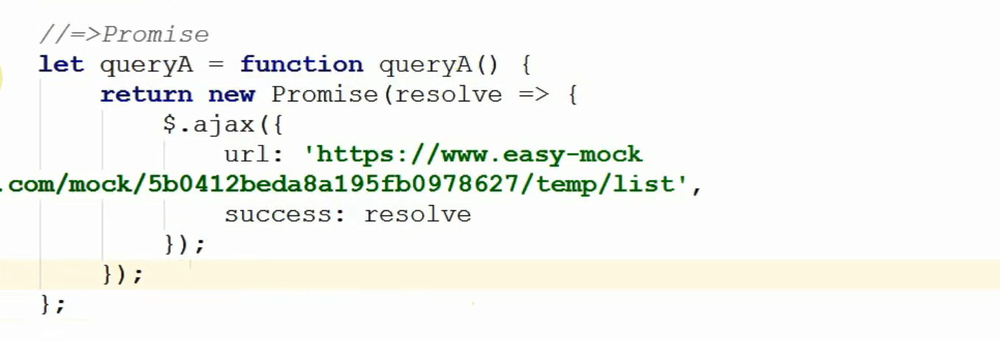 //=>Promise
let queryA = function queryA() {
return new Promise(resolve => {
$.ajax({
url: 'https://www.easy-mock
.com/mock/5b0412beda8a195fb0978627/temp/list',
success: resolve
});
});
};